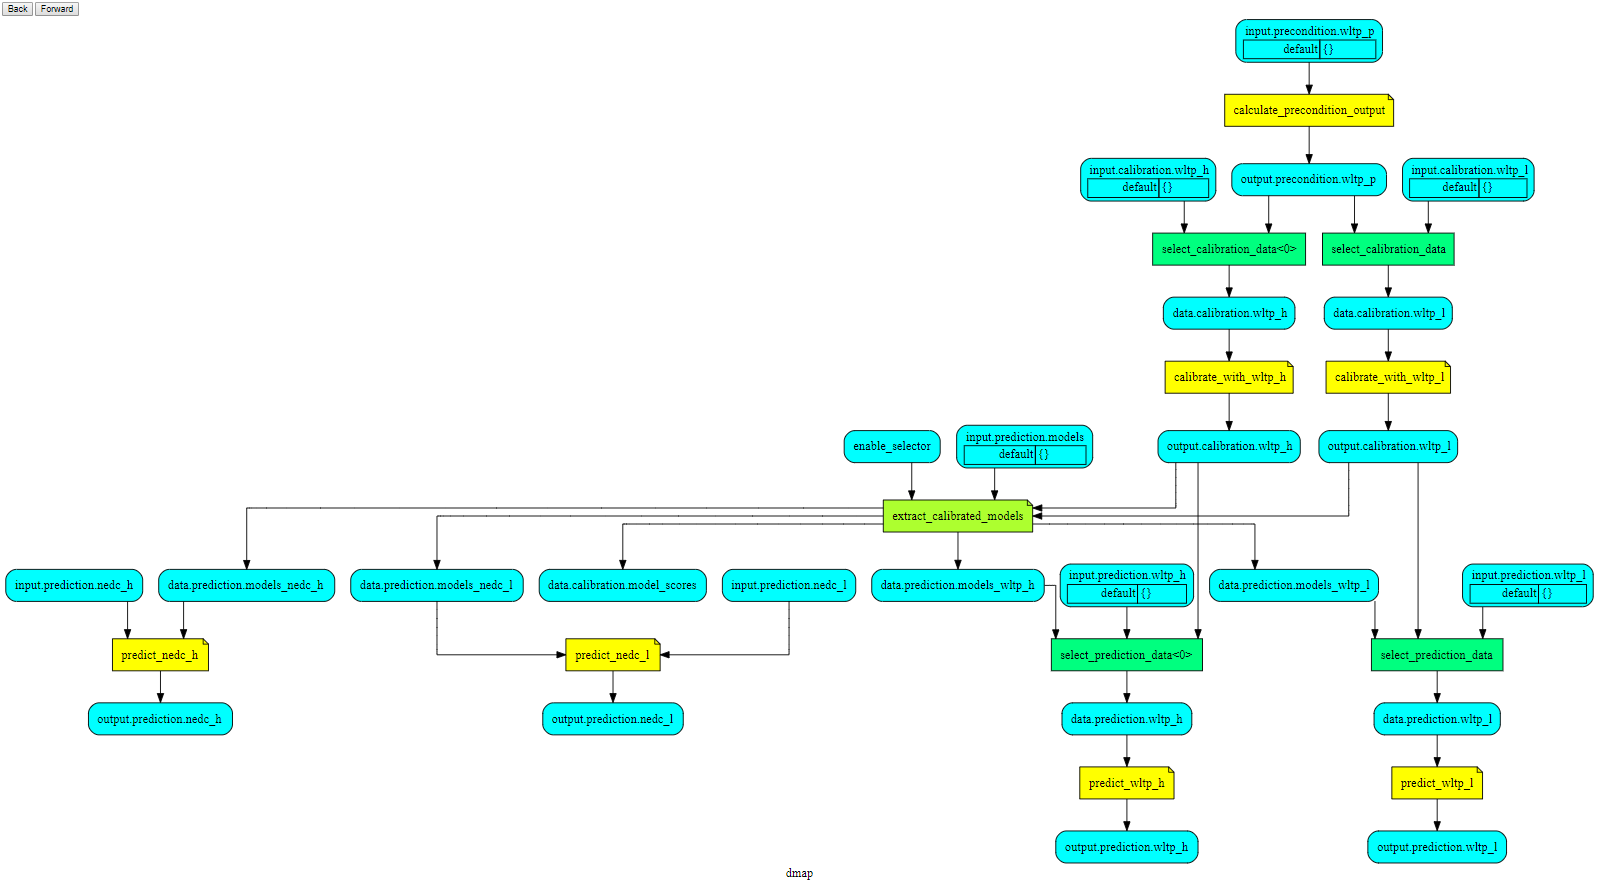 Back Forward
input.precondition.wltp_p
default {}
calculate_precondition_output
input.calibration.wltp_h
default {}
output.precondition.wltp_p
input.calibration.wltp_l
default {}
select_calibration_data<0>
select_calibration_data
data.calibration.wltp_h
data.calibration.wltp_l
calibrate_with_wltp_h
calibrate_with_wltp_l
enable_selector
input.prediction.models
default {}
output.calibration.wltp_h
output.calibration.wltp_l
extract_calibrated_models
input.prediction.nedc_h
data.prediction.models_nedc_h
data.prediction.models_nedc_l
data.calibration.model_scores
input.prediction.nedc_l
data.prediction.models_wltp_h
input.prediction.wltp_h
default {}
data.prediction.models_wltp_l
input.prediction.wltp_l
default {}
predict_nedc_h
predict_nedc_l
select_prediction_data<0>
select_prediction_data
output.prediction.nedc_h
output.prediction.nedc_l
data.prediction.wltp_h
data.prediction.wltp_l
predict_wltp_h
predict_wltp_l
output.prediction.wltp_h
output.prediction.wltp_l
dmap